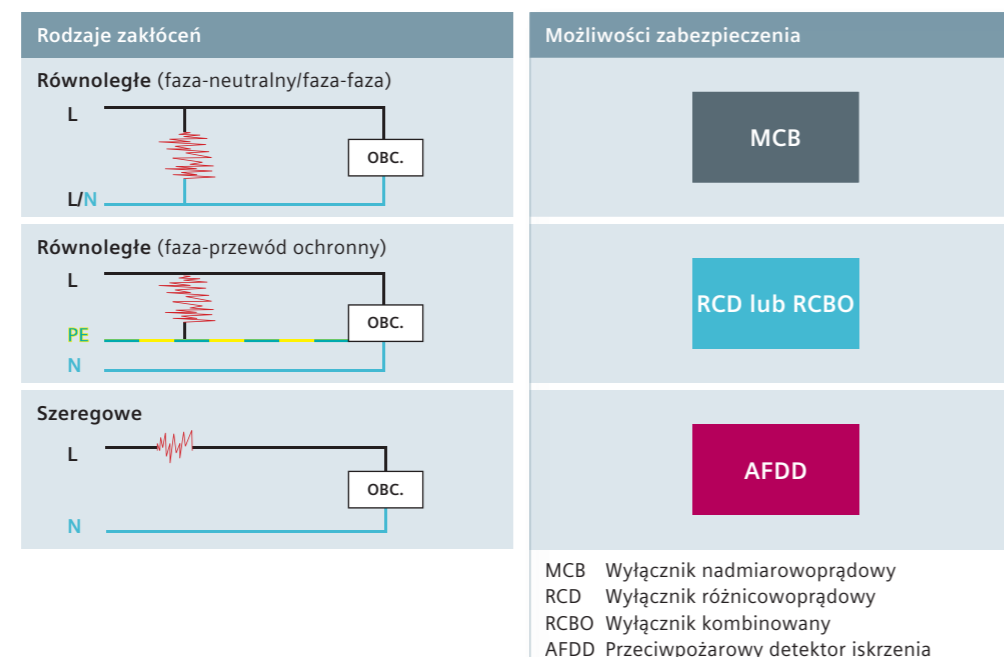 Rodzaje zakłóceń
Możliwości zabezpieczenia
Równoległe (faza-neutralny/faza-faza)
L
OBC.
L/N
MCB
Równoległe (faza-przewód ochronny)
L
OBC.
PE
N
RCD lub RCBO
Szeregowe
L
OBC.
N
AFDD
MCB Wyłącznik nadmiarowoprądowy
RCD Wyłącznik różnicowoprądowy
RCBO Wyłącznik kombinowany
AFDD Przeciwpożarowy detektor iskrzenia